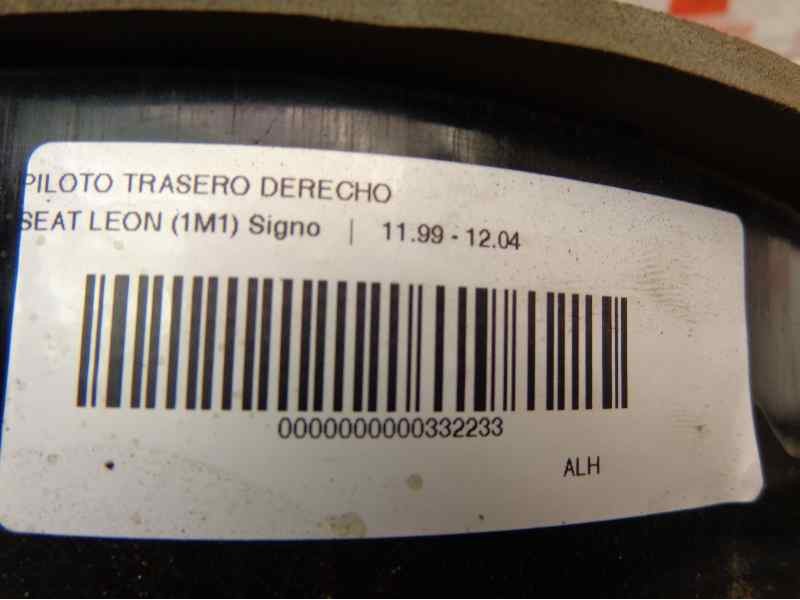 PILOTO TRASERO DERECHO
SEAT LEON (1M1) Signo | 11.99 - 12.04
0000000000332233
ALH